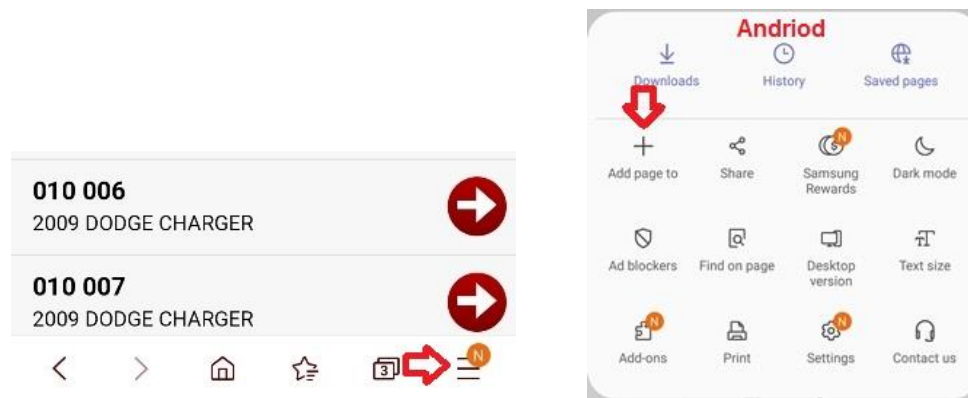 010 006
2009 DODGE CHARGER
010 007
2009 DODGE CHARGER
3
N
Andriod
Downloads History Saved pages
N
Add page to Share Samsung Dark mode
Rewards
Ad blockers Find on page Desktop Text size
version
N N
Add-ons Print Settings Contact us